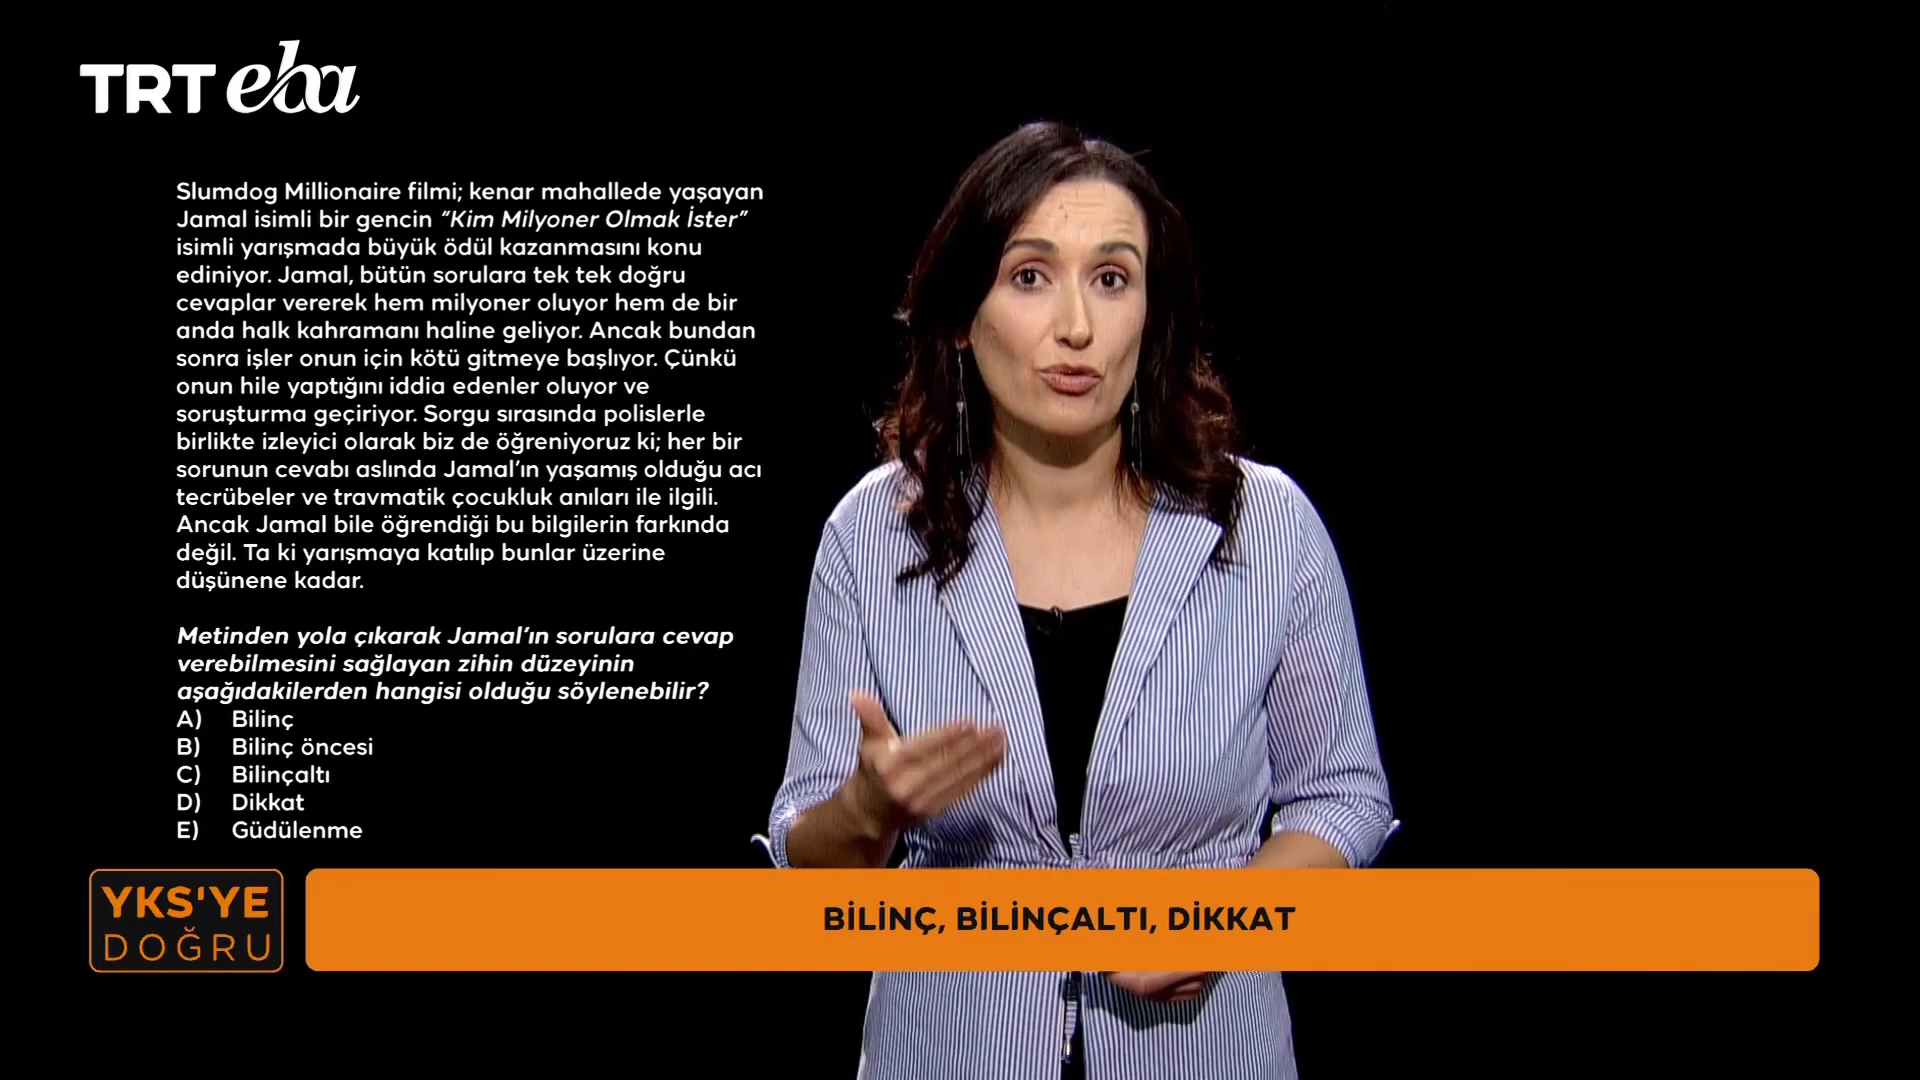 TRT eba
Slumdog Millionaire filmi; kenar mahallede yaşayan
Jamal isimli bir gencin “Kim Milyoner Olmak İster”
isimli yarışmada büyük ödül kazanmasını konu
ediniyor. Jamal, bütün sorulara tek tek doğru
cevaplar vererek hem milyoner oluyor hem de bir
anda halk kahramanı haline geliyor. Ancak bundan
sonra işler onun için kötü gitmeye başlıyor. Çünkü
onun hile yaptığını iddia edenler oluyor ve
soruşturma geçiriyor. Sorgu sırasında polislerle
birlikte izleyici olarak biz de öğreniyoruz ki; her bir
sorunun cevabı aslında Jamal’ın yaşamış olduğu acı
tecrübeler ve travmatik çocukluk anıları ile ilgili.
Ancak Jamal bile öğrendiği bu bilgilerin farkında
değil. Ta ki yarışmaya katılıp bunlar üzerine
düşünene kadar.
Metinden yola çıkarak Jamal’ın sorulara cevap
verebilmesini sağlayan zihin düzeyinin
aşağıdakilerden hangisi olduğu söylenebilir?
A) Bilinç
B) Bilinç öncesi
C) Bilinçaltı
D) Dikkat
E) Güdülenme
YKS'YE
DOĞRU
BİLİNÇ, BİLİNÇALTI, DİKKAT